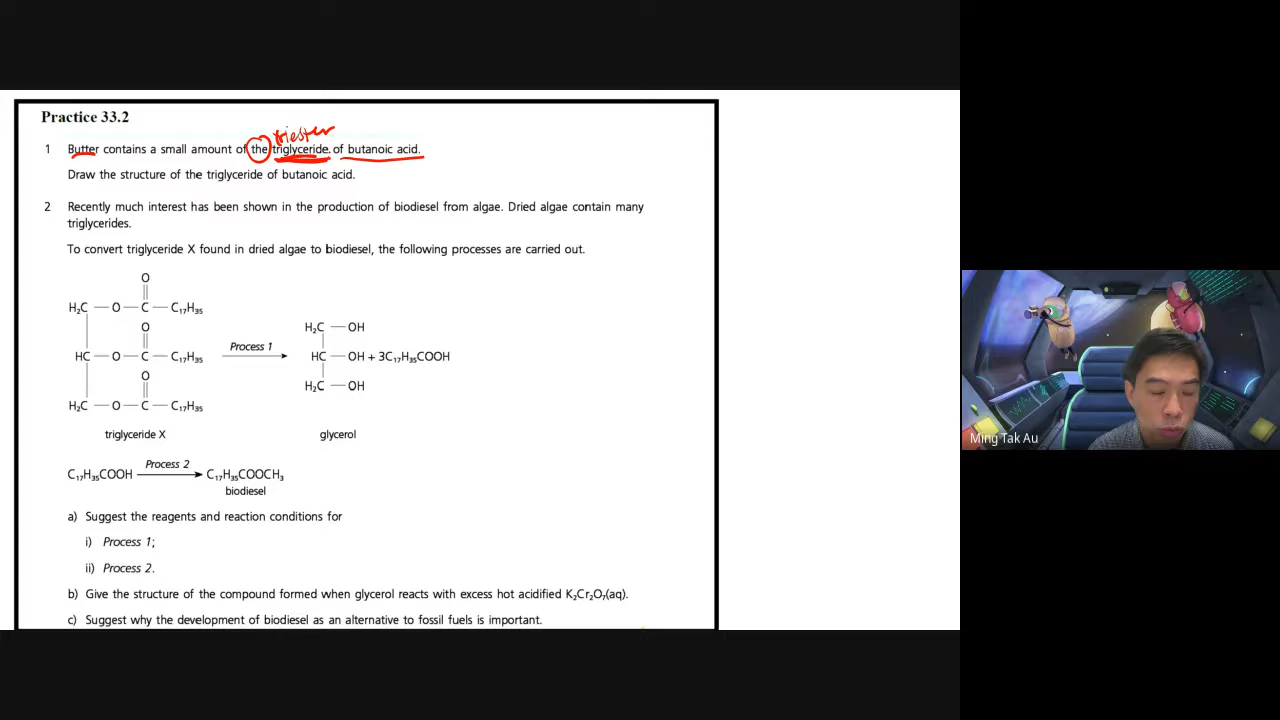 Practice 33.2
triester
1 Butter contains a small amount of the triglyceride of butanoic acid.
Draw the structure of the triglyceride of butanoic acid.
2 Recently much interest has been shown in the production of biodiesel from algae. Dried algae contain many
triglycerides.
To convert triglyceride X found in dried algae to biodiesel, the following processes are carried out.
O
H₂C — O — C — C₁₇H₃₅
O
HC — O — C — C₁₇H₃₅
O
H₂C — O — C — C₁₇H₃₅
triglyceride X
Process 1
H₂C — OH
HC — OH + 3C₁₇H₃₅COOH
H₂C — OH
glycerol
C₁₇H₃₅COOH Process 2 C₁₇H₃₅COOCH₃
biodiesel
a) Suggest the reagents and reaction conditions for
i) Process 1;
ii) Process 2.
b) Give the structure of the compound formed when glycerol reacts with excess hot acidified K₂Cr₂O₇(aq).
c) Suggest why the development of biodiesel as an alternative to fossil fuels is important.
Ming Tak Au